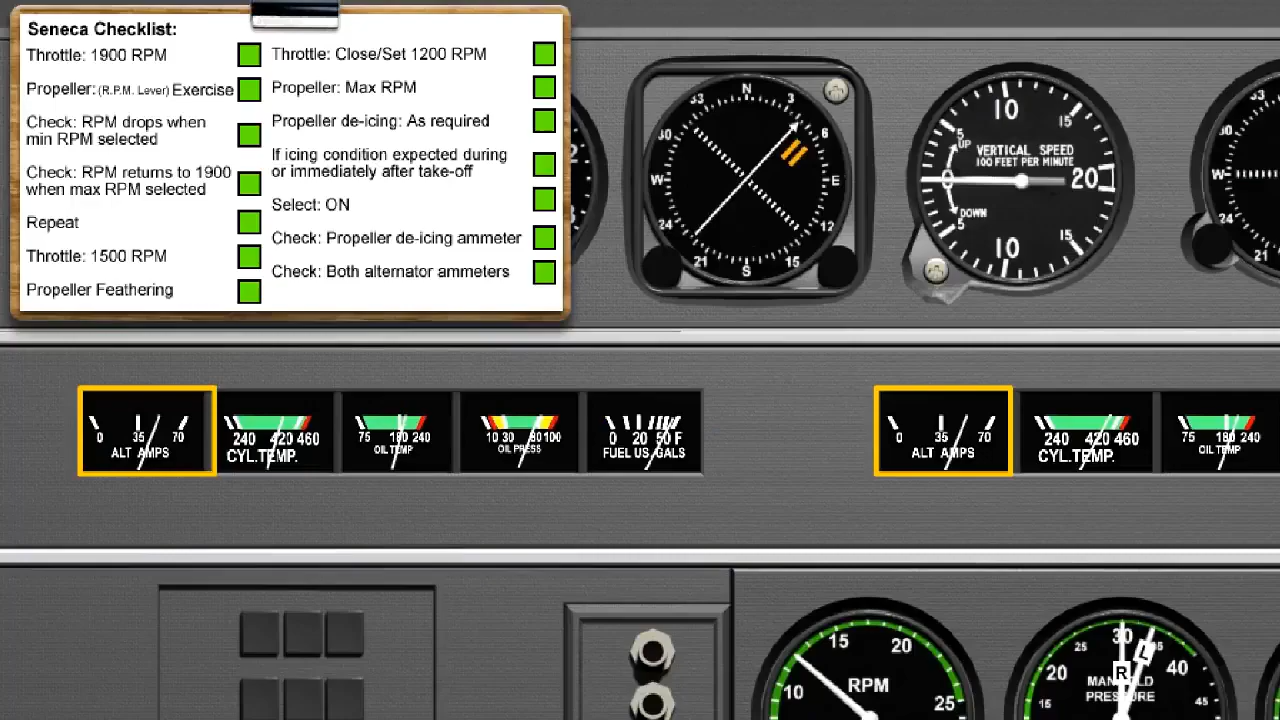 Seneca Checklist:
Throttle: 1900 RPM
Propeller: (R.P.M. Lever) Exercise
Check: RPM drops when
min RPM selected
Check: RPM returns to 1900
when max RPM selected
Repeat
Throttle: 1500 RPM
Propeller Feathering
Throttle: Close/Set 1200 RPM
Propeller: Max RPM
Propeller de-icing: As required
If icing condition expected during
or immediately after take-off
Select: ON
Check: Propeller de-icing ammeter
Check: Both alternator ammeters
N
33 3
30 6
W E
24 12
21 15
S
10
5 15
UP VERTICAL SPEED
100 FEET PER MINUTE
0 20
DOWN
5 15
10
33
30
W
24
21
0 35 70
ALT AMPS
240 420 460
CYL.TEMP.
75 180 240
OIL TEMP
10 30 80 100
OIL PRESS
0 20 50 F
FUEL US. GALS
0 35 70
ALT AMPS
240 420 460
CYL.TEMP.
75 180 240
OIL TEMP
15 20
10 25
RPM
30
25 L
20 R 40
MANIFOLD
15 PRESSURE 45